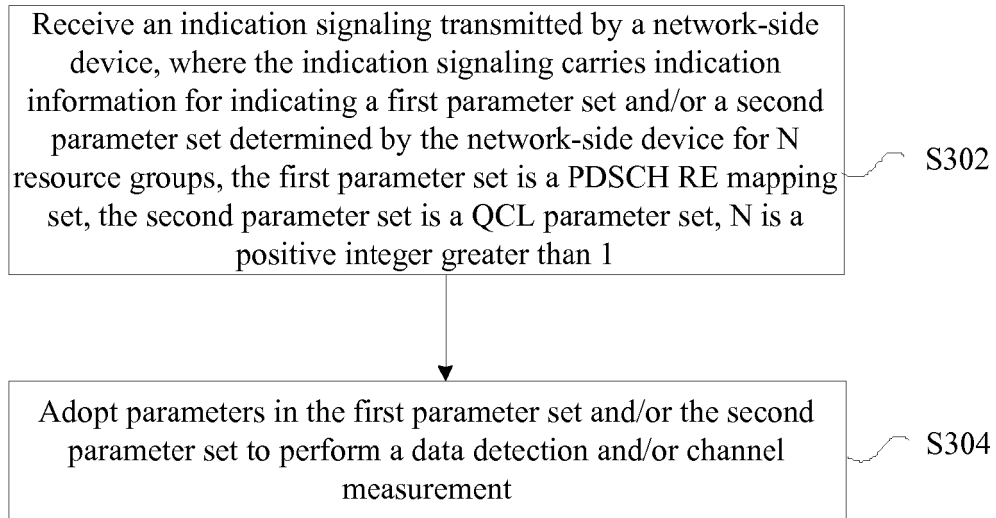 Receive an indication signaling transmitted by a network-side
device, where the indication signaling carries indication
information for indicating a first parameter set and/or a second
parameter set determined by the network-side device for N
resource groups, the first parameter set is a PDSCH RE mapping
set, the second parameter set is a QCL parameter set, N is a
positive integer greater than 1
S302
Adopt parameters in the first parameter set and/or the second
parameter set to perform a data detection and/or channel
measurement
S304